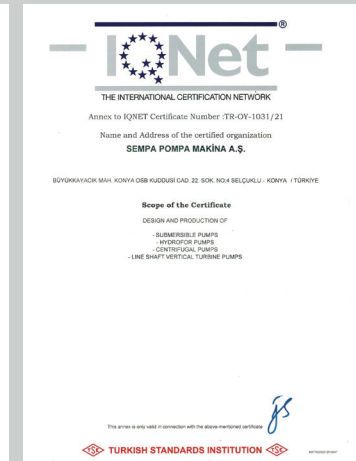 ®
IQNet
THE INTERNATIONAL CERTIFICATION NETWORK
Annex to IQNET Certificate Number :TR-OY-1031/21
Name and Address of the certified organization
SEMPA POMPA MAKİNA A.Ş.
BÜYÜKKAYACIK MAH. KONYA OSB KUDDUSİ CAD. 22. SOK. NO:4 SELÇUKLU - KONYA / TÜRKİYE
Scope of the Certificate
DESIGN AND PRODUCTION OF
- SUBMERSIBLE PUMPS
- HYDROFOR PUMPS
- CENTRIFUGAL PUMPS
- LINE SHAFT VERTICAL TURBINE PUMPS
This annex is only valid in connection with the above-mentioned certificate
TSE TURKISH STANDARDS INSTITUTION TSE